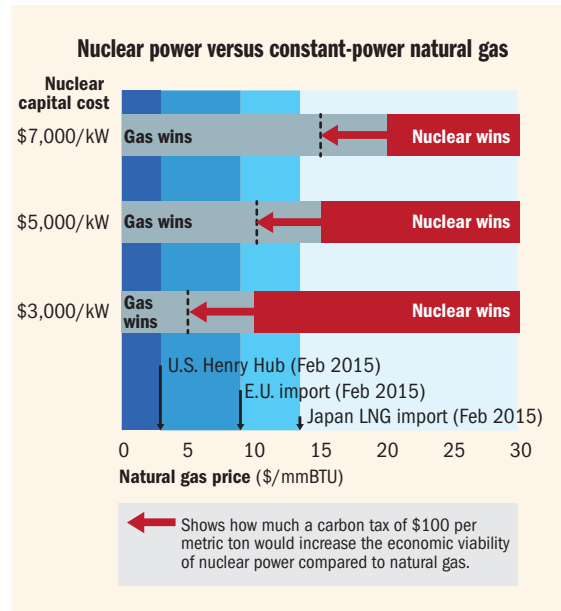 Nuclear power versus constant-power natural gas
Nuclear
capital cost
$7,000/kW Gas wins Nuclear wins
$5,000/kW Gas wins Nuclear wins
$3,000/kW Gas
wins Nuclear wins
U.S. Henry Hub (Feb 2015)
E.U. import (Feb 2015)
Japan LNG import (Feb 2015)
0 5 10 15 20 25 30
Natural gas price ($/mmBTU)
Shows how much a carbon tax of $100 per
metric ton would increase the economic viability
of nuclear power compared to natural gas.